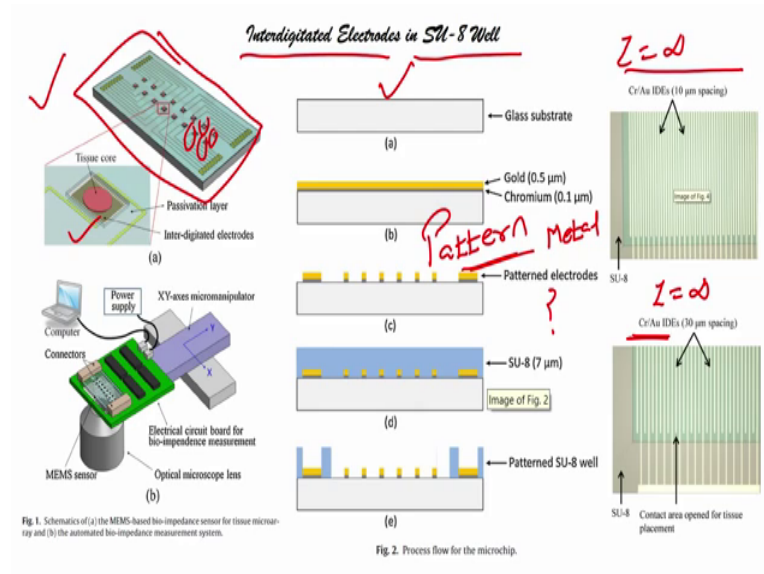 Interdigitated Electrodes in SU-8 Well
Tissue core
Passivation layer
Inter-digitated electrodes
(a)
Power
supply
XY-axes micromanipulator
Computer
Connectors
Y
X
Electrical circuit board for
bio-impedence measurement
MEMS sensor
Optical microscope lens
(b)
Fig. 1. Schematics of (a) the MEMS-based bio-impedance sensor for tissue microar-
ray and (b) the automated bio-impedance measurement system.
Glass substrate
(a)
Gold (0.5 μm)
Chromium (0.1 μm)
(b)
Pattern Metal
Patterned electrodes
?
(c)
SU-8 (7 μm)
Image of Fig. 2
(d)
Patterned SU-8 well
(e)
Fig. 2. Process flow for the microchip.
Z=∞
Cr/Au IDEs (10 μm spacing)
Image of Fig. 4
SU-8
Z=∞
Cr/Au IDEs (30 μm spacing)
SU-8
Contact area opened for tissue
placement